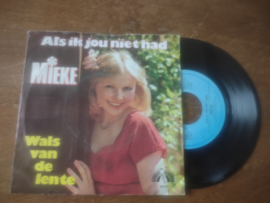 Als ik jou niet had
MIEKE
Wals
van
de
lente